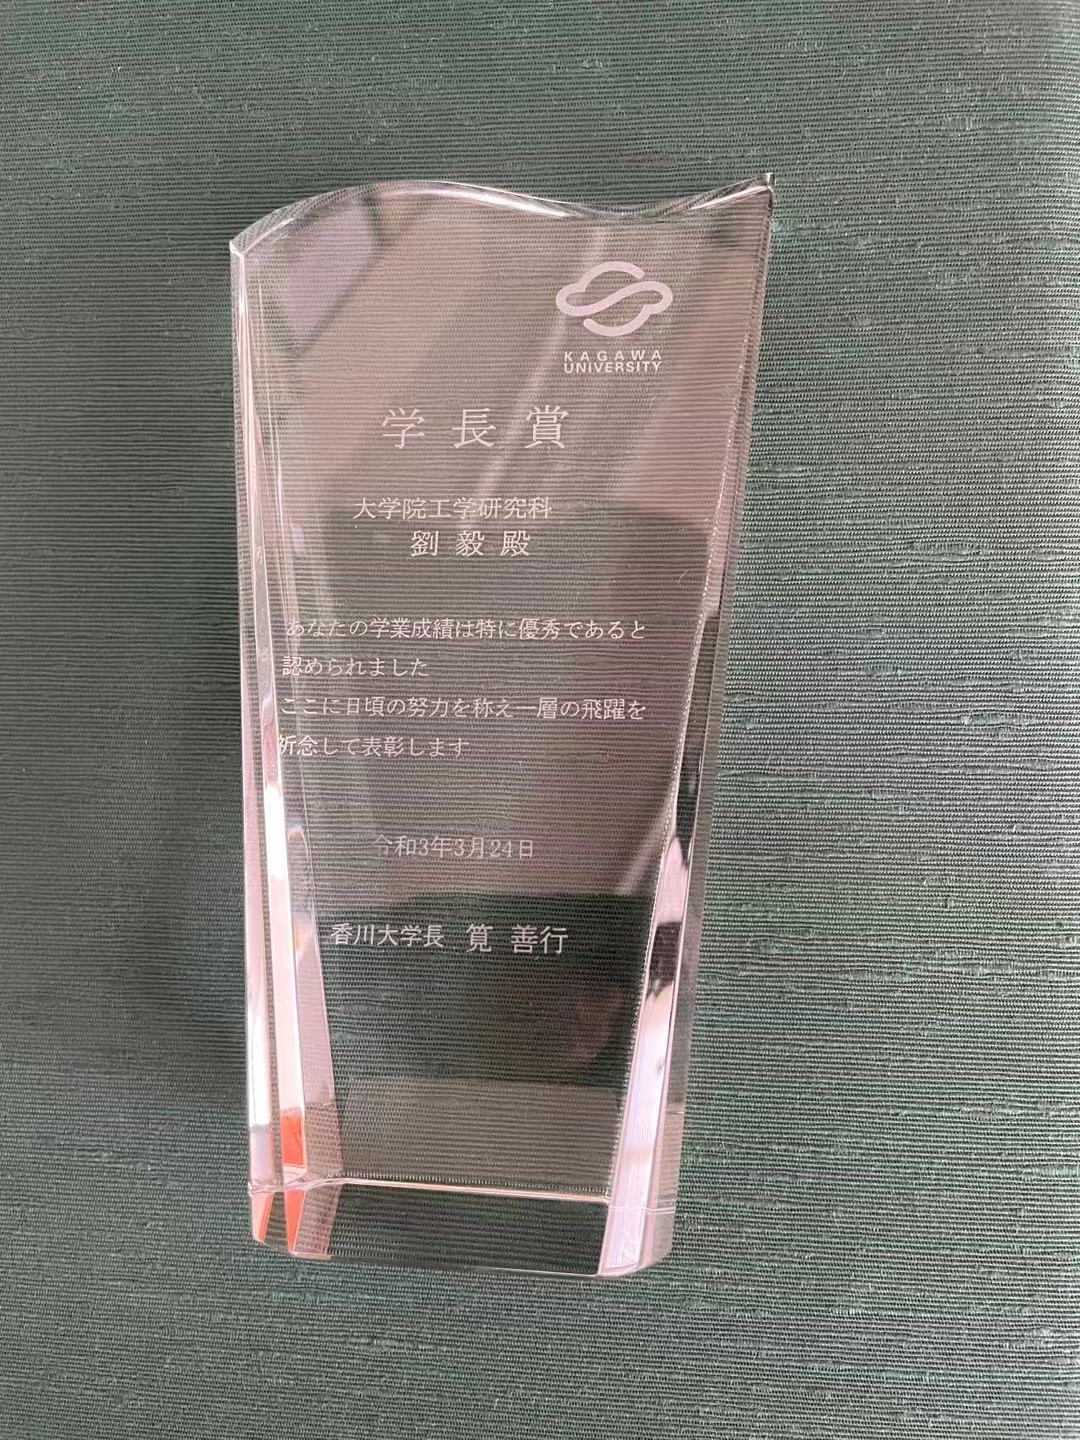 KAGAWA
UNIVERSITY
学長賞
大学院工学研究科
劉毅殿
あなたの学業成績は特に優秀であると
認められました
ここに日頃の努力を称え一層の飛躍を
祈念して表彰します
令和3年3月24日
香川大学長 筧 善行